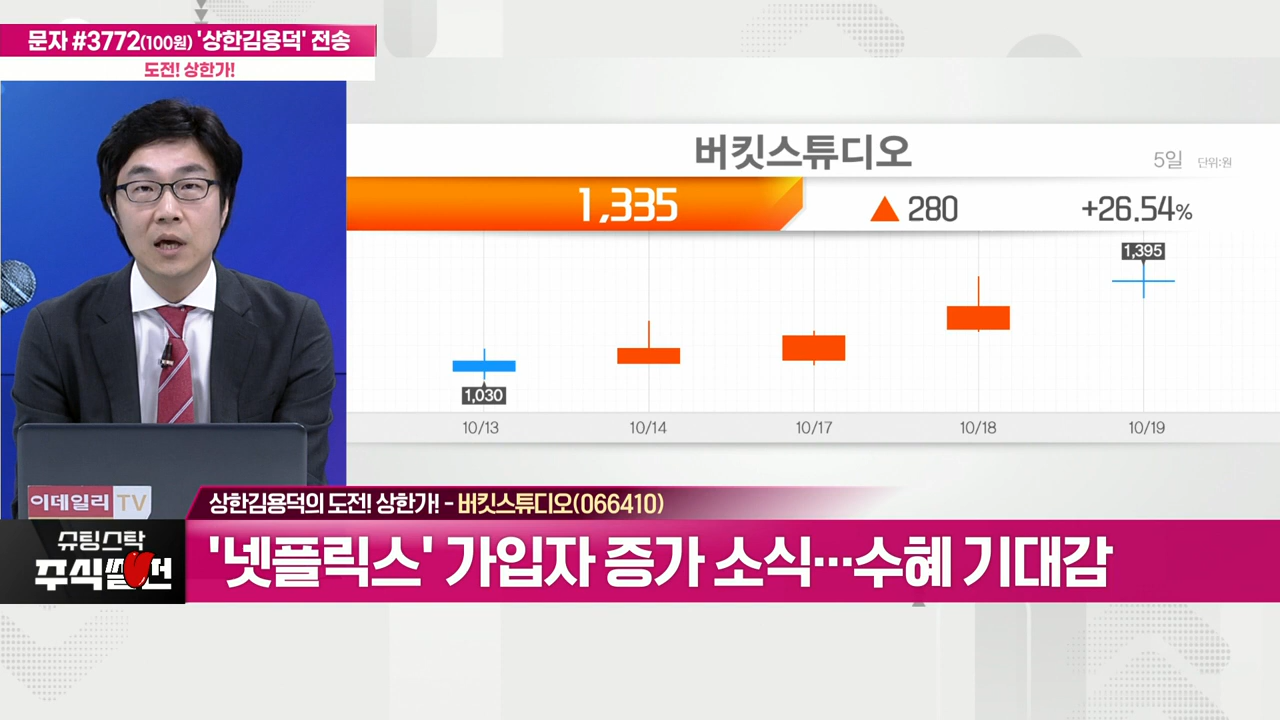 문자 #3772(100원) '상한김용덕' 전송
도전! 상한가!
버킷스튜디오
5일 단위:원
1,335 ▲ 280 +26.54%
1,395
1,030
10/13 10/14 10/17 10/18 10/19
이데일리 TV
상한김용덕의 도전! 상한가! - 버킷스튜디오(066410)
슈팅스탁
주식썰전
'넷플릭스' 가입자 증가 소식…수혜 기대감